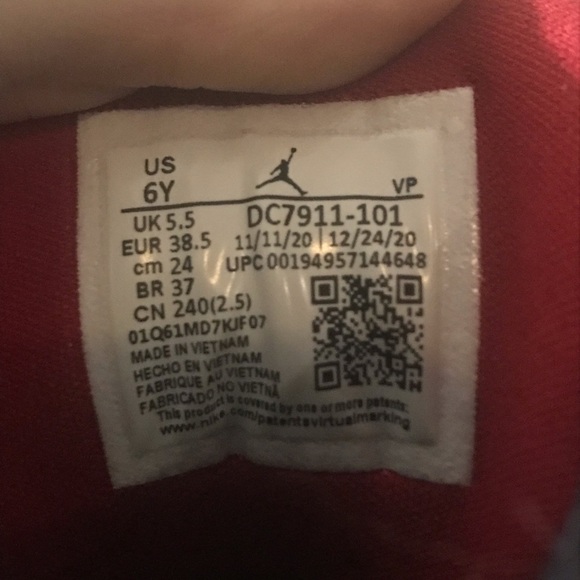 US
6Y VP
UK 5.5 DC7911-101
EUR 38.5 11/11/20 | 12/24/20
cm 24 UPC 00194957144648
BR 37
CN 240(2.5)
01Q61MD7KJF07
MADE IN VIETNAM
HECHO EN VIETNAM
FABRIQUE AU VIETNAM
FABRICADO NO VIETNÃ
This product is covered by one or more patents:
www.nike.com/patentsvirtualmarking